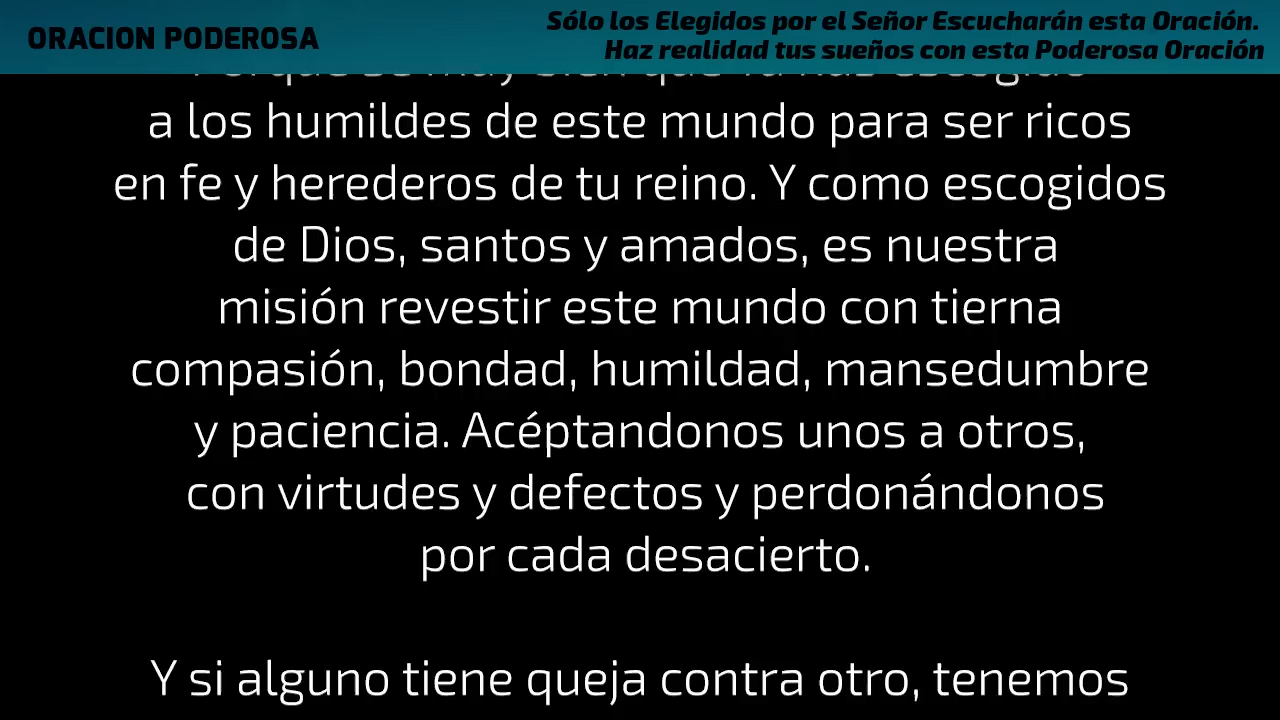 ORACION PODEROSA
Sólo los Elegidos por el Señor Escucharán esta Oración.
Haz realidad tus sueños con esta Poderosa Oración
a los humildes de este mundo para ser ricos
en fe y herederos de tu reino. Y como escogidos
de Dios, santos y amados, es nuestra
misión revestir este mundo con tierna
compasión, bondad, humildad, mansedumbre
y paciencia. Acéptandonos unos a otros,
con virtudes y defectos y perdonándonos
por cada desacierto.
Y si alguno tiene queja contra otro, tenemos